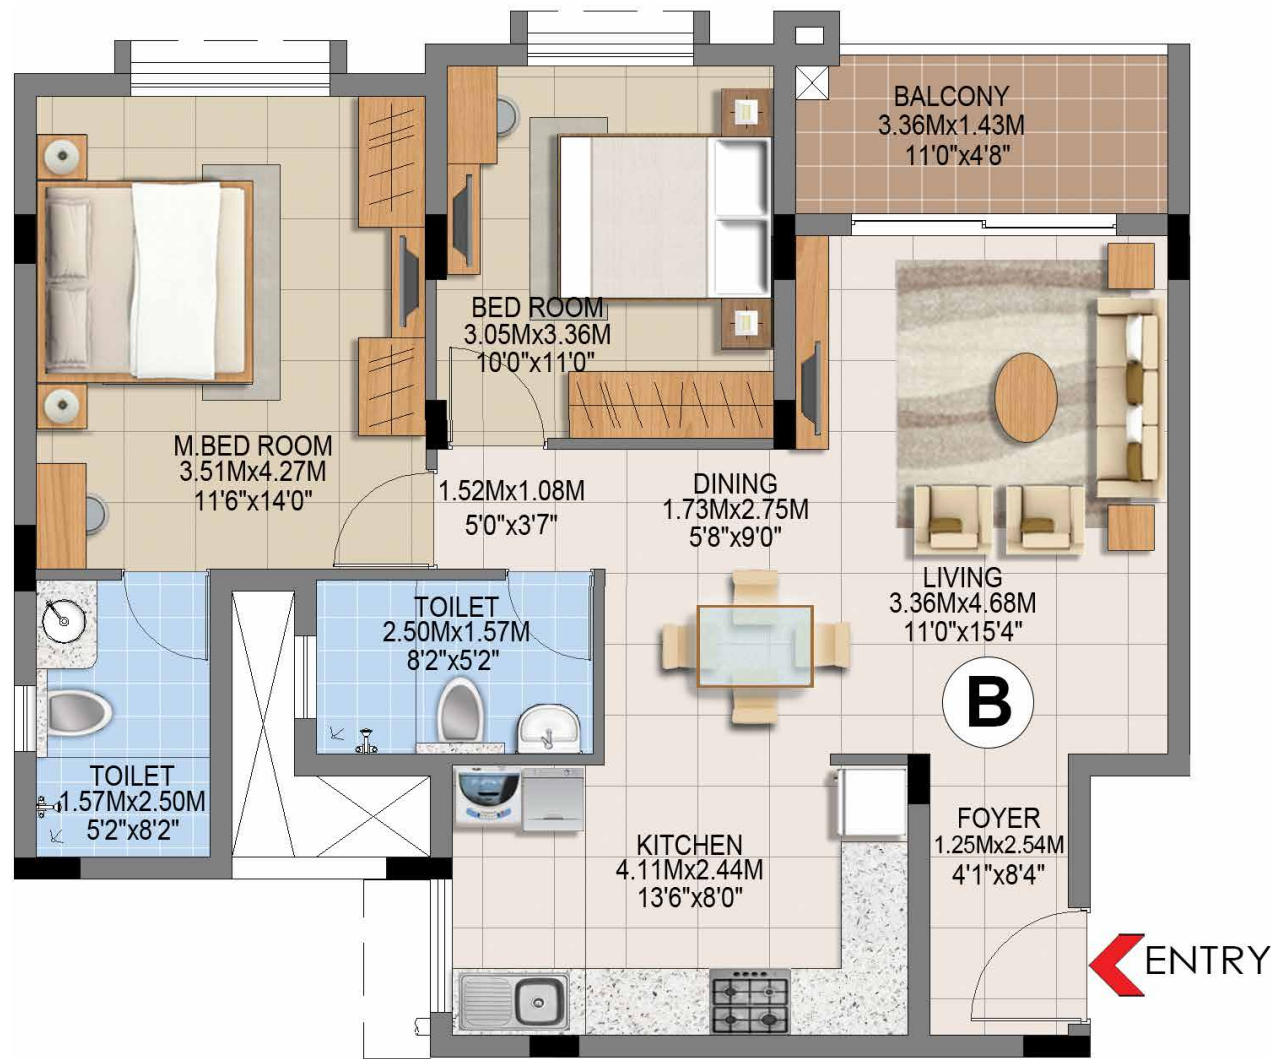 BALCONY
3.36Mx1.43M
11'0"x4'8"
BED ROOM
3.05Mx3.36M
10'0"x11'0"
M.BED ROOM
3.51Mx4.27M
11'6"x14'0"
1.52Mx1.08M
5'0"x3'7"
DINING
1.73Mx2.75M
5'8"x9'0"
LIVING
3.36Mx4.68M
11'0"x15'4"
B
TOILET
2.50Mx1.57M
8'2"x5'2"
TOILET
1.57Mx2.50M
5'2"x8'2"
KITCHEN
4.11Mx2.44M
13'6"x8'0"
FOYER
1.25Mx2.54M
4'1"x8'4"
ENTRY